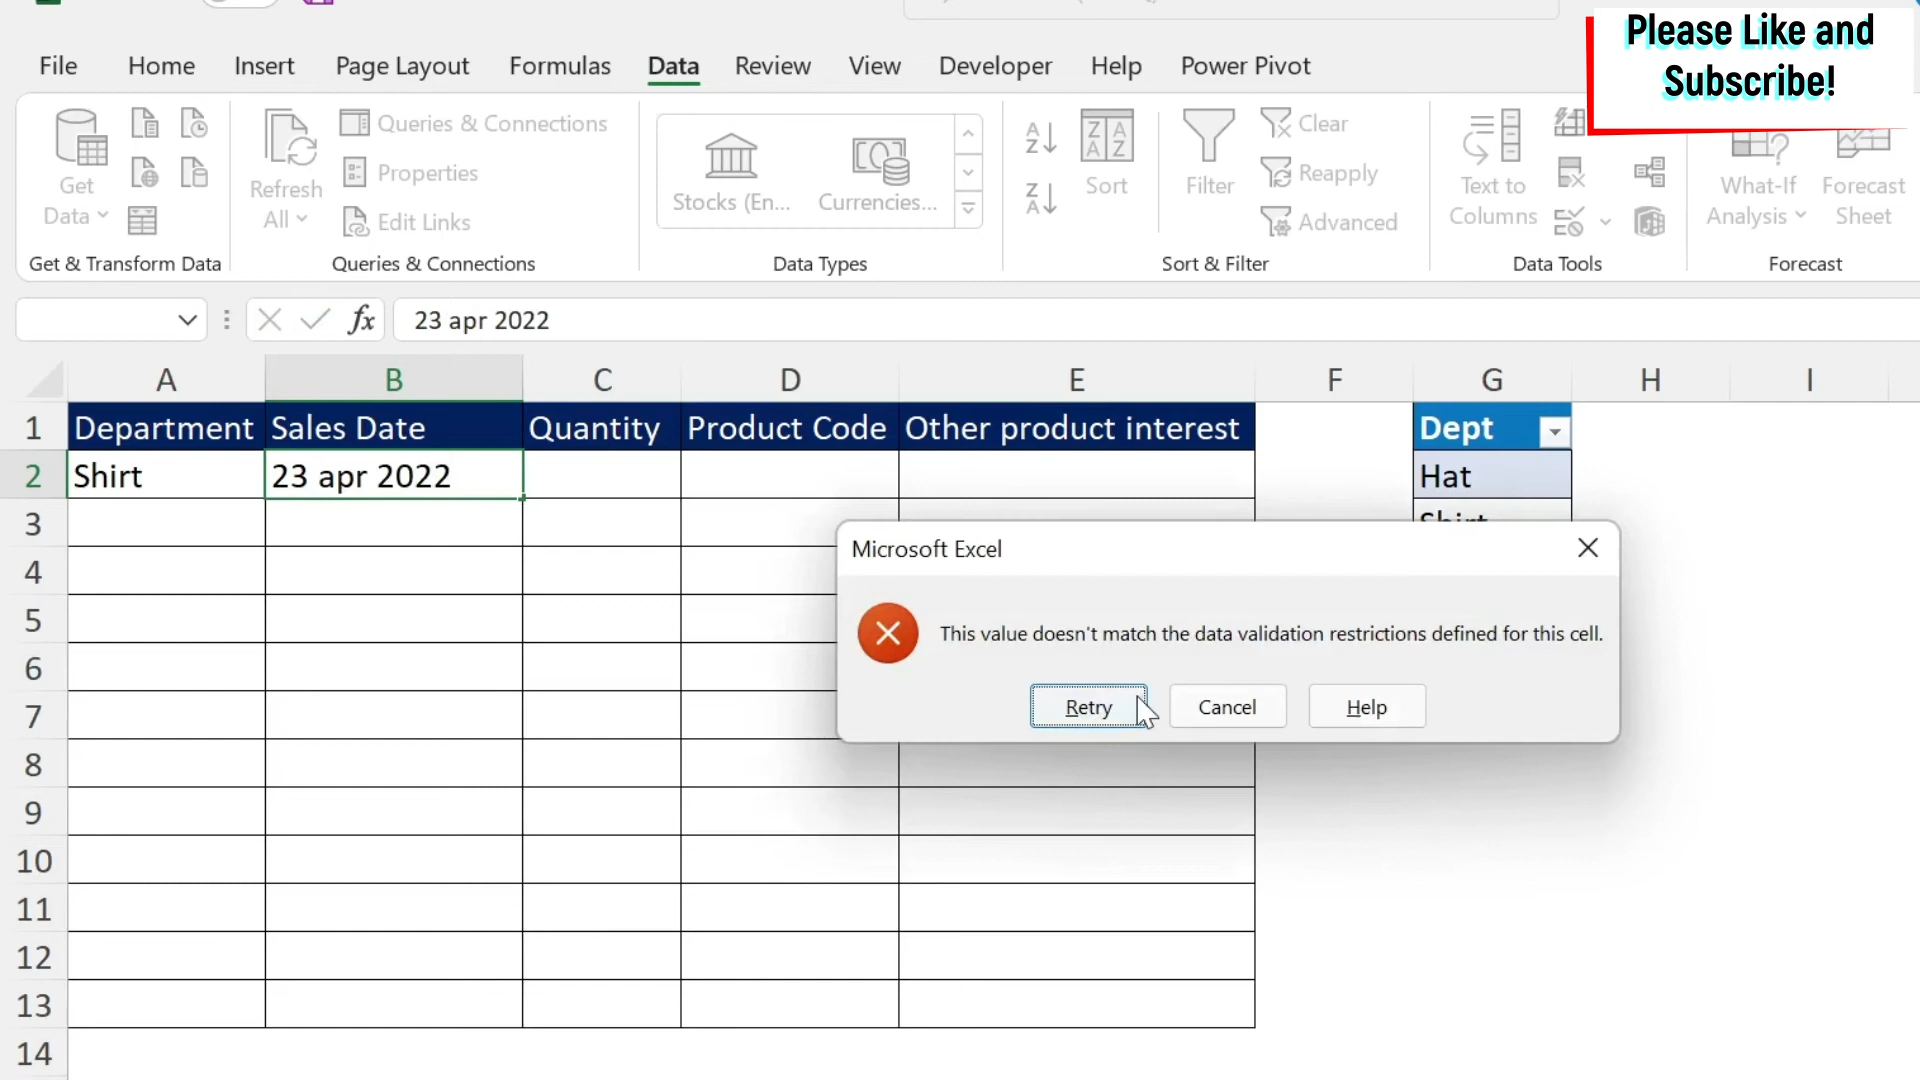 Please Like and
Subscribe!
File Home Insert Page Layout Formulas Data Review View Developer Help Power Pivot
Get
Data
Refresh
All
Queries & Connections
Properties
Edit Links
Stocks (En...
Currencies...
Sort
Filter
Clear
Reapply
Advanced
Text to
Columns
What-If
Analysis
Forecast
Sheet
Get & Transform Data
Queries & Connections
Data Types
Sort & Filter
Data Tools
Forecast
fx 23 apr 2022
A B C D E F G H I
1 Department Sales Date Quantity Product Code Other product interest Dept
2 Shirt 23 apr 2022 Hat
3
4
5
6
7
8
9
10
11
12
13
14
Microsoft Excel
This value doesn't match the data validation restrictions defined for this cell.
Retry Cancel Help